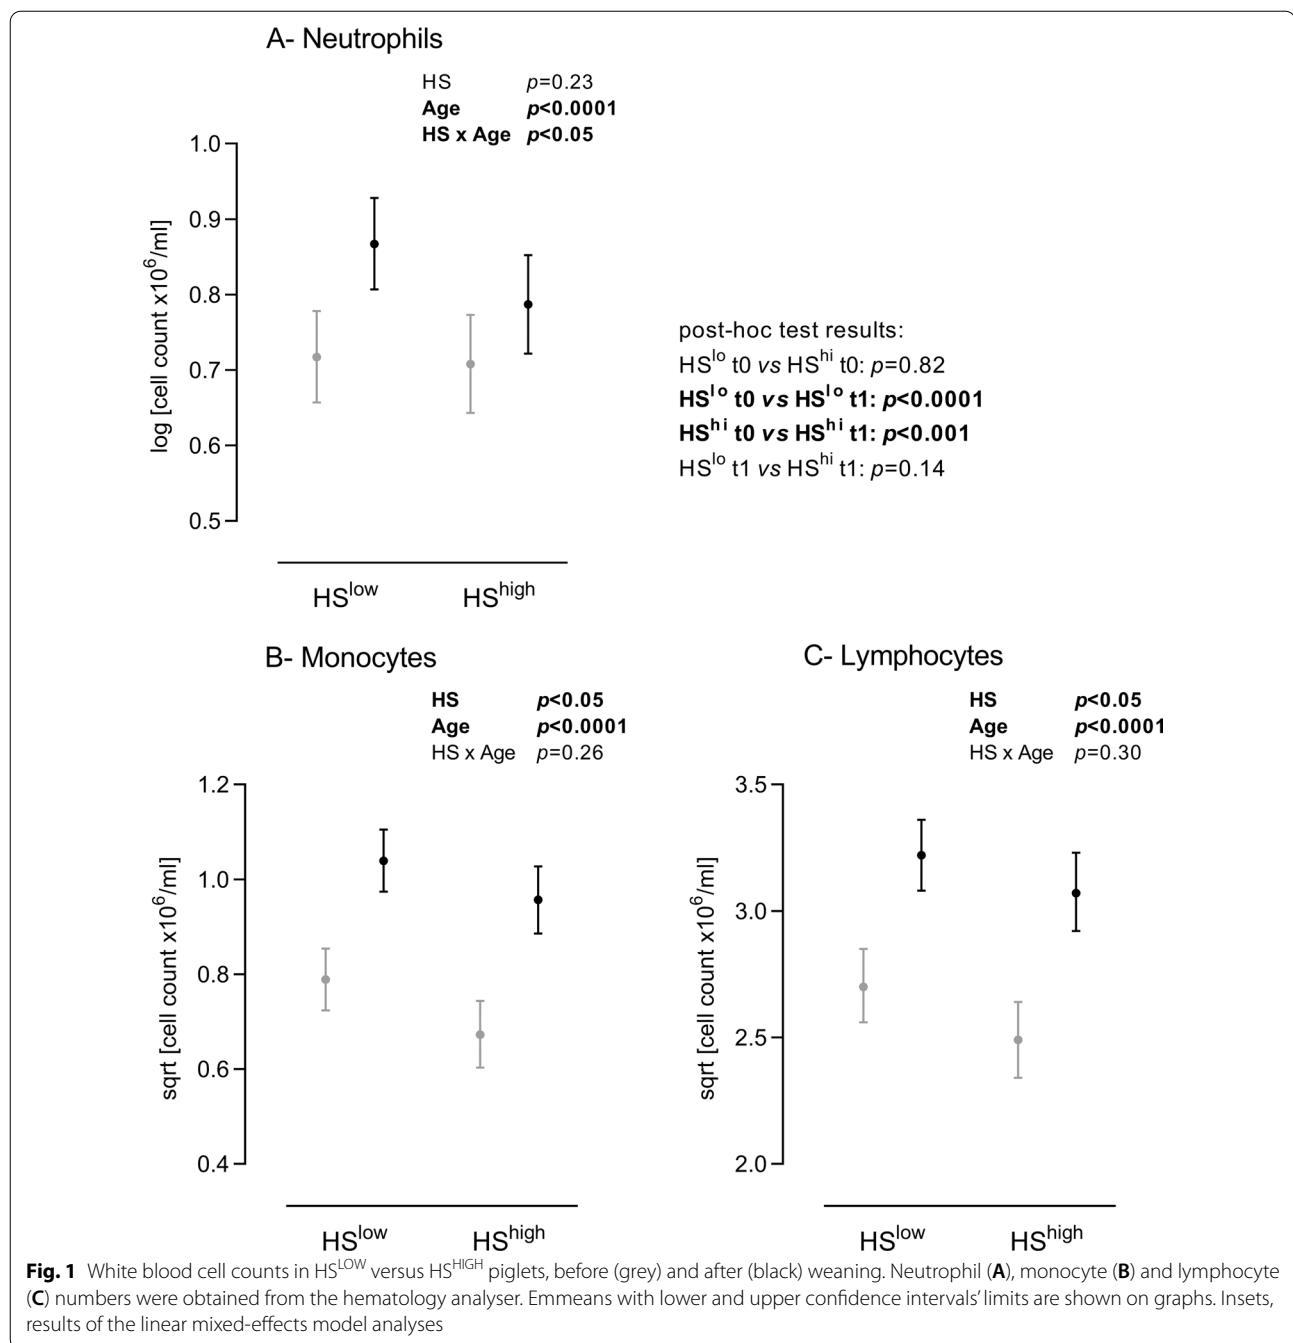 A- Neutrophils
HS p=0.23
Age p<0.0001
HS x Age p<0.05
1.0
0.9
0.8
0.7
0.6
0.5
log [cell count x10⁶/ml]
HSˡᵒʷ HSʰⁱᵍʰ
post-hoc test results:
HSˡᵒ t0 vs HSʰⁱ t0: p=0.82
HSˡᵒ t0 vs HSˡᵒ t1: p<0.0001
HSʰⁱ t0 vs HSʰⁱ t1: p<0.001
HSˡᵒ t1 vs HSʰⁱ t1: p=0.14
B- Monocytes
HS p<0.05
Age p<0.0001
HS x Age p=0.26
1.2
1.0
0.8
0.6
0.4
sqrt [cell count x10⁶/ml]
HSˡᵒʷ HSʰⁱᵍʰ
C- Lymphocytes
HS p<0.05
Age p<0.0001
HS x Age p=0.30
3.5
3.0
2.5
2.0
sqrt [cell count x10⁶/ml]
HSˡᵒʷ HSʰⁱᵍʰ
Fig. 1 White blood cell counts in HSᴸᴼᵂ versus HSᴴᴵᴳᴴ piglets, before (grey) and after (black) weaning. Neutrophil (A), monocyte (B) and lymphocyte
(C) numbers were obtained from the hematology analyser. Emmeans with lower and upper confidence intervals' limits are shown on graphs. Insets,
results of the linear mixed-effects model analyses